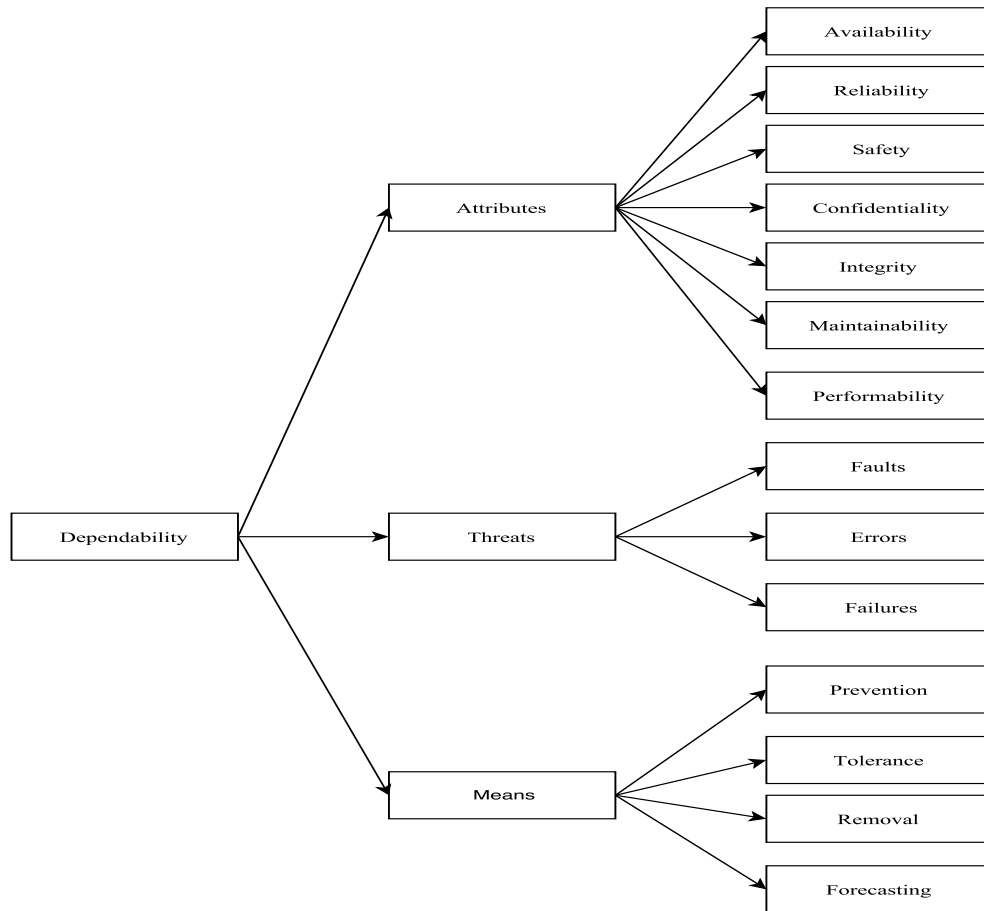 Availability
Reliability
Safety
Attributes
Confidentiality
Integrity
Maintainability
Performability
Faults
Dependability
Threats
Errors
Failures
Prevention
Tolerance
Means
Removal
Forecasting